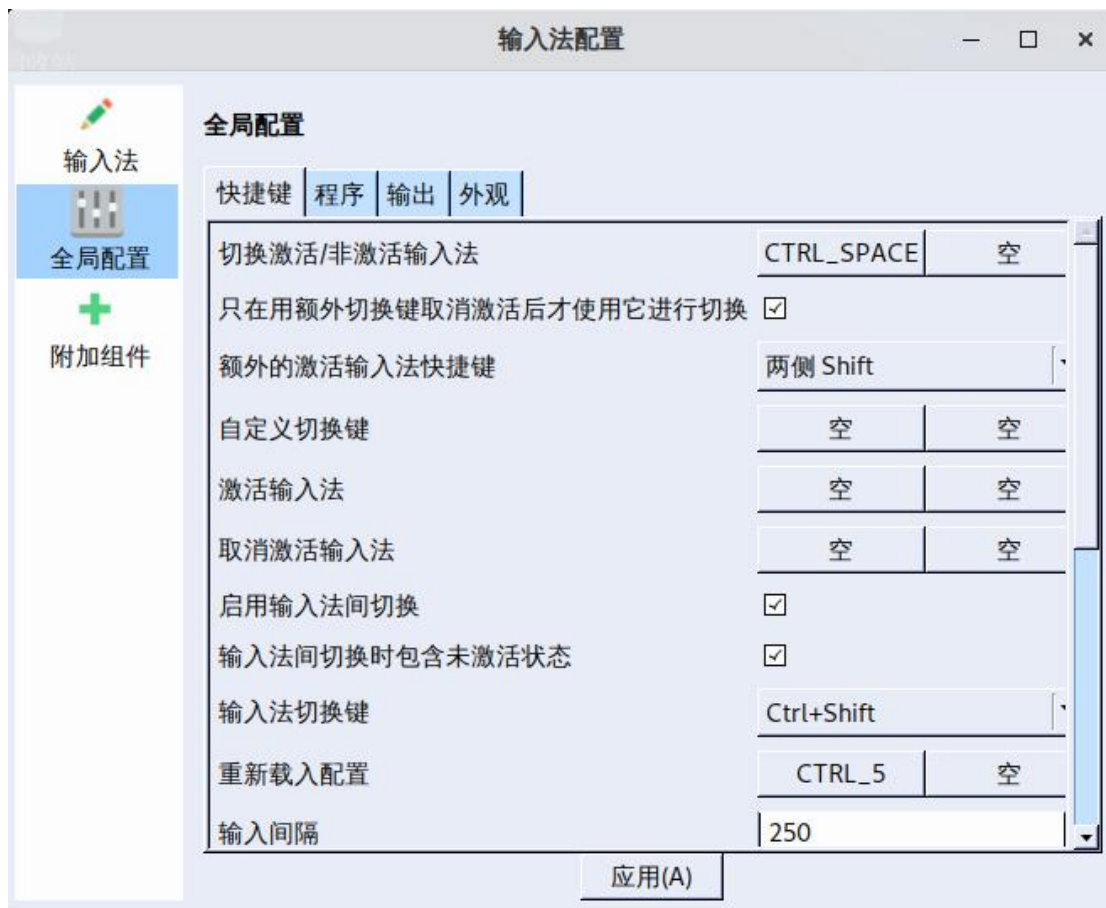 输入法配置
输入法
全局配置
附加组件
全局配置
快捷键 程序 输出 外观
切换激活/非激活输入法 CTRL_SPACE 空
只在用额外切换键取消激活后才使用它进行切换
额外的激活输入法快捷键 两侧 Shift
自定义切换键 空 空
激活输入法 空 空
取消激活输入法 空 空
启用输入法间切换
输入法间切换时包含未激活状态
输入法切换键 Ctrl+Shift
重新载入配置 CTRL_5 空
输入间隔 250
应用(A)